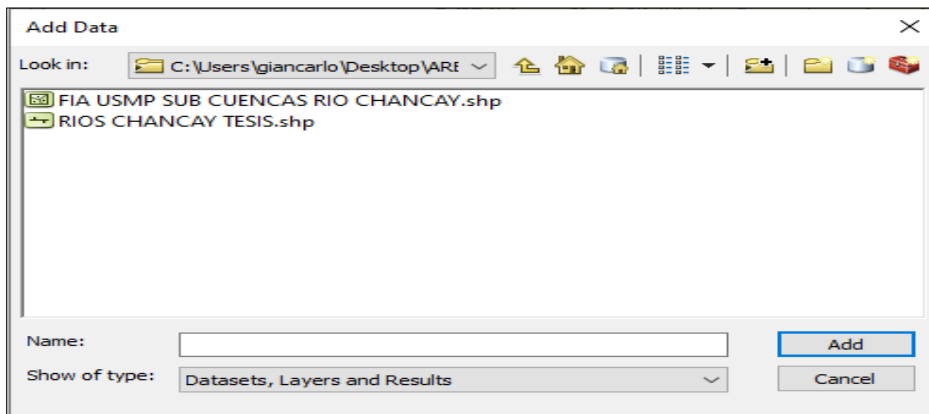 Add Data
Look in: C:\Users\giancarlo\Desktop\ARE
FIA USMP SUB CUENCAS RIO CHANCAY.shp
RIOS CHANCAY TESIS.shp
Name: Add
Show of type: Datasets, Layers and Results Cancel